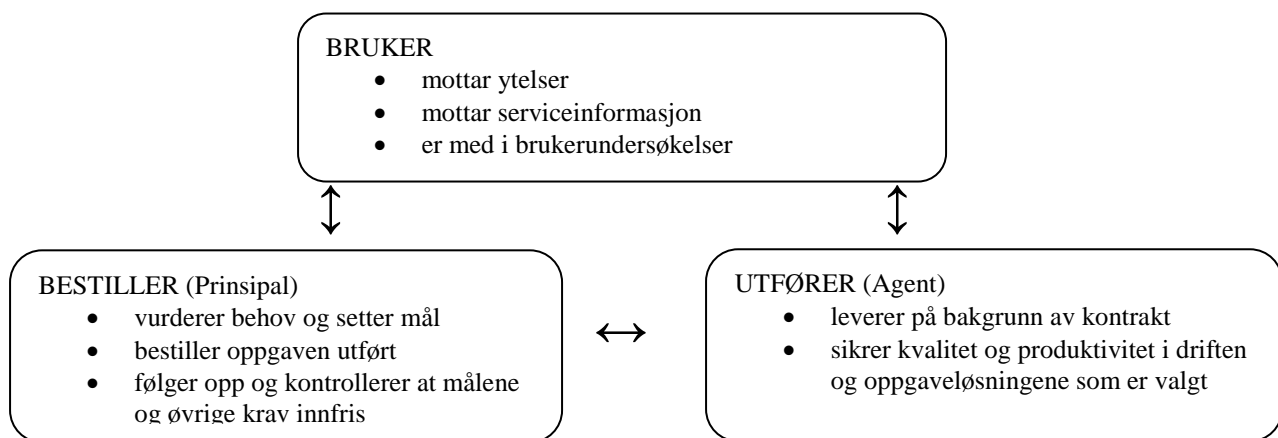 BRUKER
• mottar ytelser
• mottar serviceinformasjon
• er med i brukerundersøkelser
BESTILLER (Prinsipal)
• vurderer behov og setter mål
• bestiller oppgaven utført
• følger opp og kontrollerer at målene
og øvrige krav innfris
UTFØRER (Agent)
• leverer på bakgrunn av kontrakt
• sikrer kvalitet og produktivitet i driften
og oppgaveløsningene som er valgt